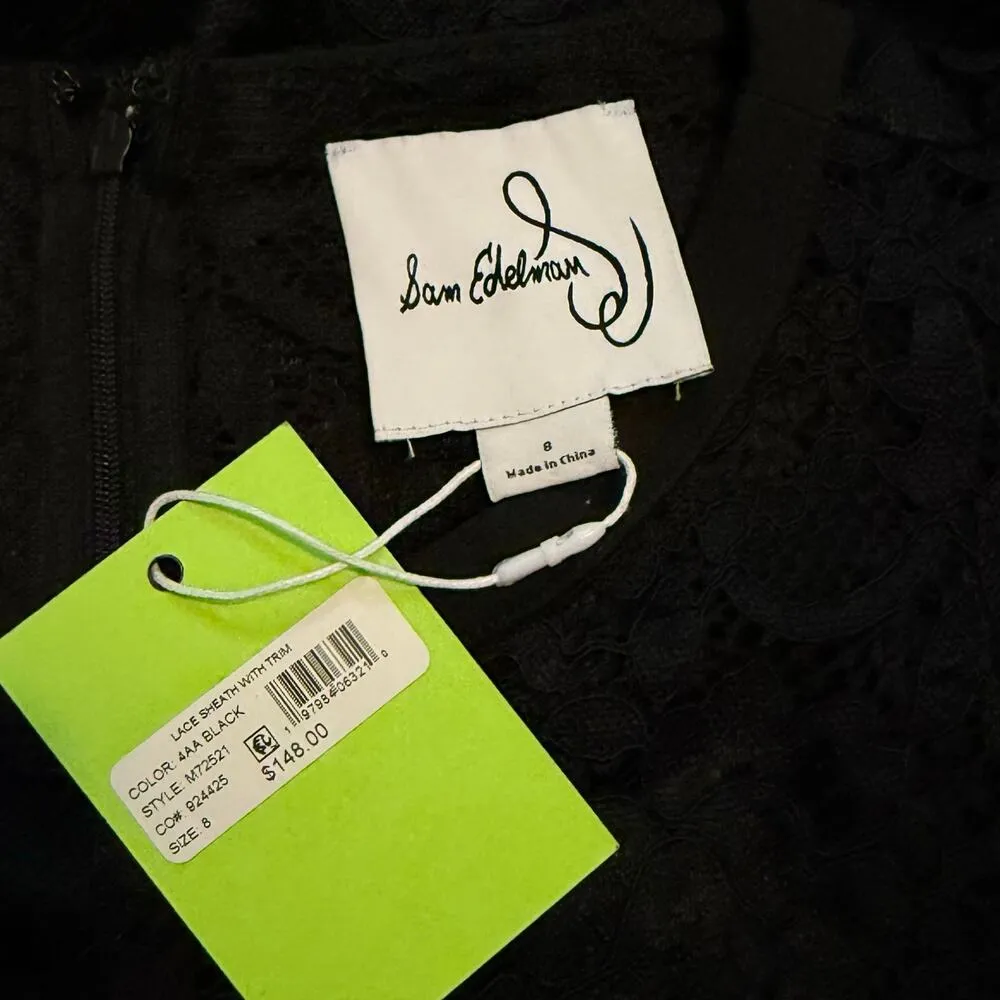 Sam Edelman
8
Made in China
LACE SHEATH WITH TRIM
COLOR: 4AA BLACK
STYLE: M72521
CO#: 924425
SIZE: 8
$148.00